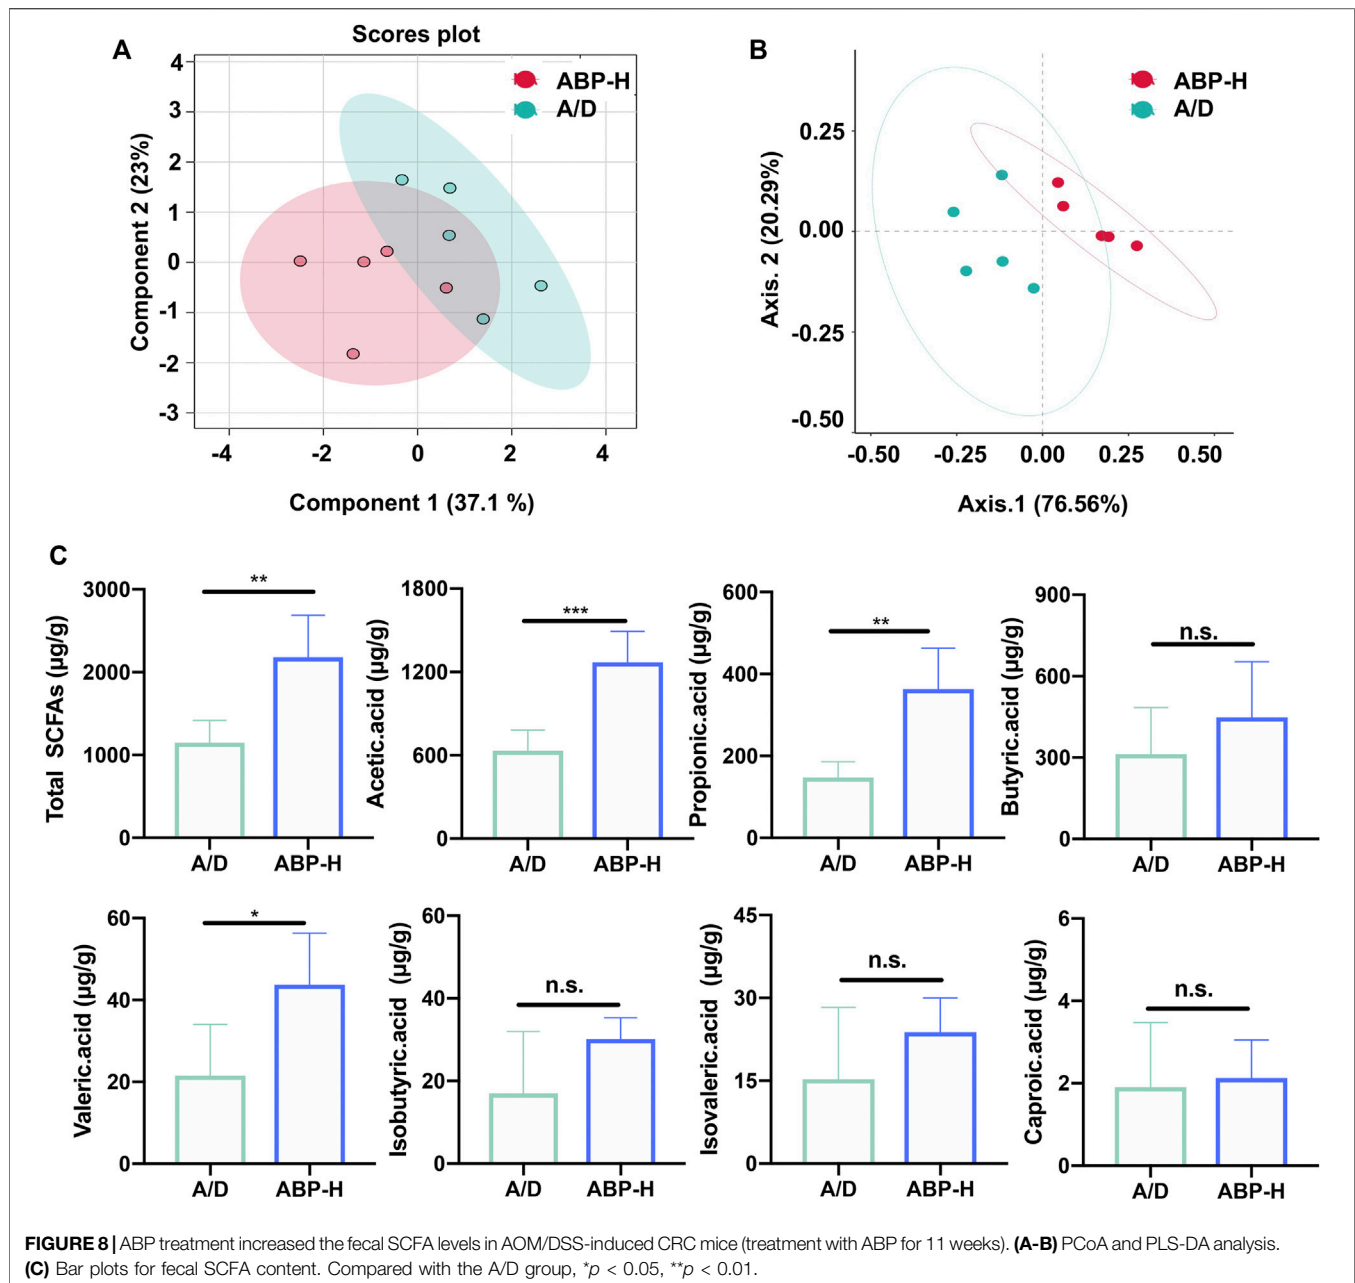 A
Scores plot
ABP-H
A/D
4
3
2
1
0
-1
-2
-3
Component 2 (23%)
-4
-2
0
2
4
Component 1 (37.1 %)
B
ABP-H
A/D
0.25
0.00
-0.25
-0.50
Axis. 2 (20.29%)
-0.50
-0.25
0.00
0.25
0.50
Axis.1 (76.56%)
C
Total SCFAs (µg/g)
3000
2000
1000
0
**
A/D
ABP-H
Acetic.acid (µg/g)
1800
1200
600
0
***
A/D
ABP-H
Propionic.acid (µg/g)
600
400
200
0
**
A/D
ABP-H
Butyric.acid (µg/g)
900
600
300
0
n.s.
A/D
ABP-H
Valeric.acid (µg/g)
60
40
20
0
*
A/D
ABP-H
Isobutyric.acid (µg/g)
60
40
20
0
n.s.
A/D
ABP-H
Isovaleric.acid (µg/g)
45
30
15
0
n.s.
A/D
ABP-H
Caproic.acid (µg/g)
6
4
2
0
n.s.
A/D
ABP-H
FIGURE 8 | ABP treatment increased the fecal SCFA levels in AOM/DSS-induced CRC mice (treatment with ABP for 11 weeks). (A-B) PCoA and PLS-DA analysis.
(C) Bar plots for fecal SCFA content. Compared with the A/D group, *p < 0.05, **p < 0.01.